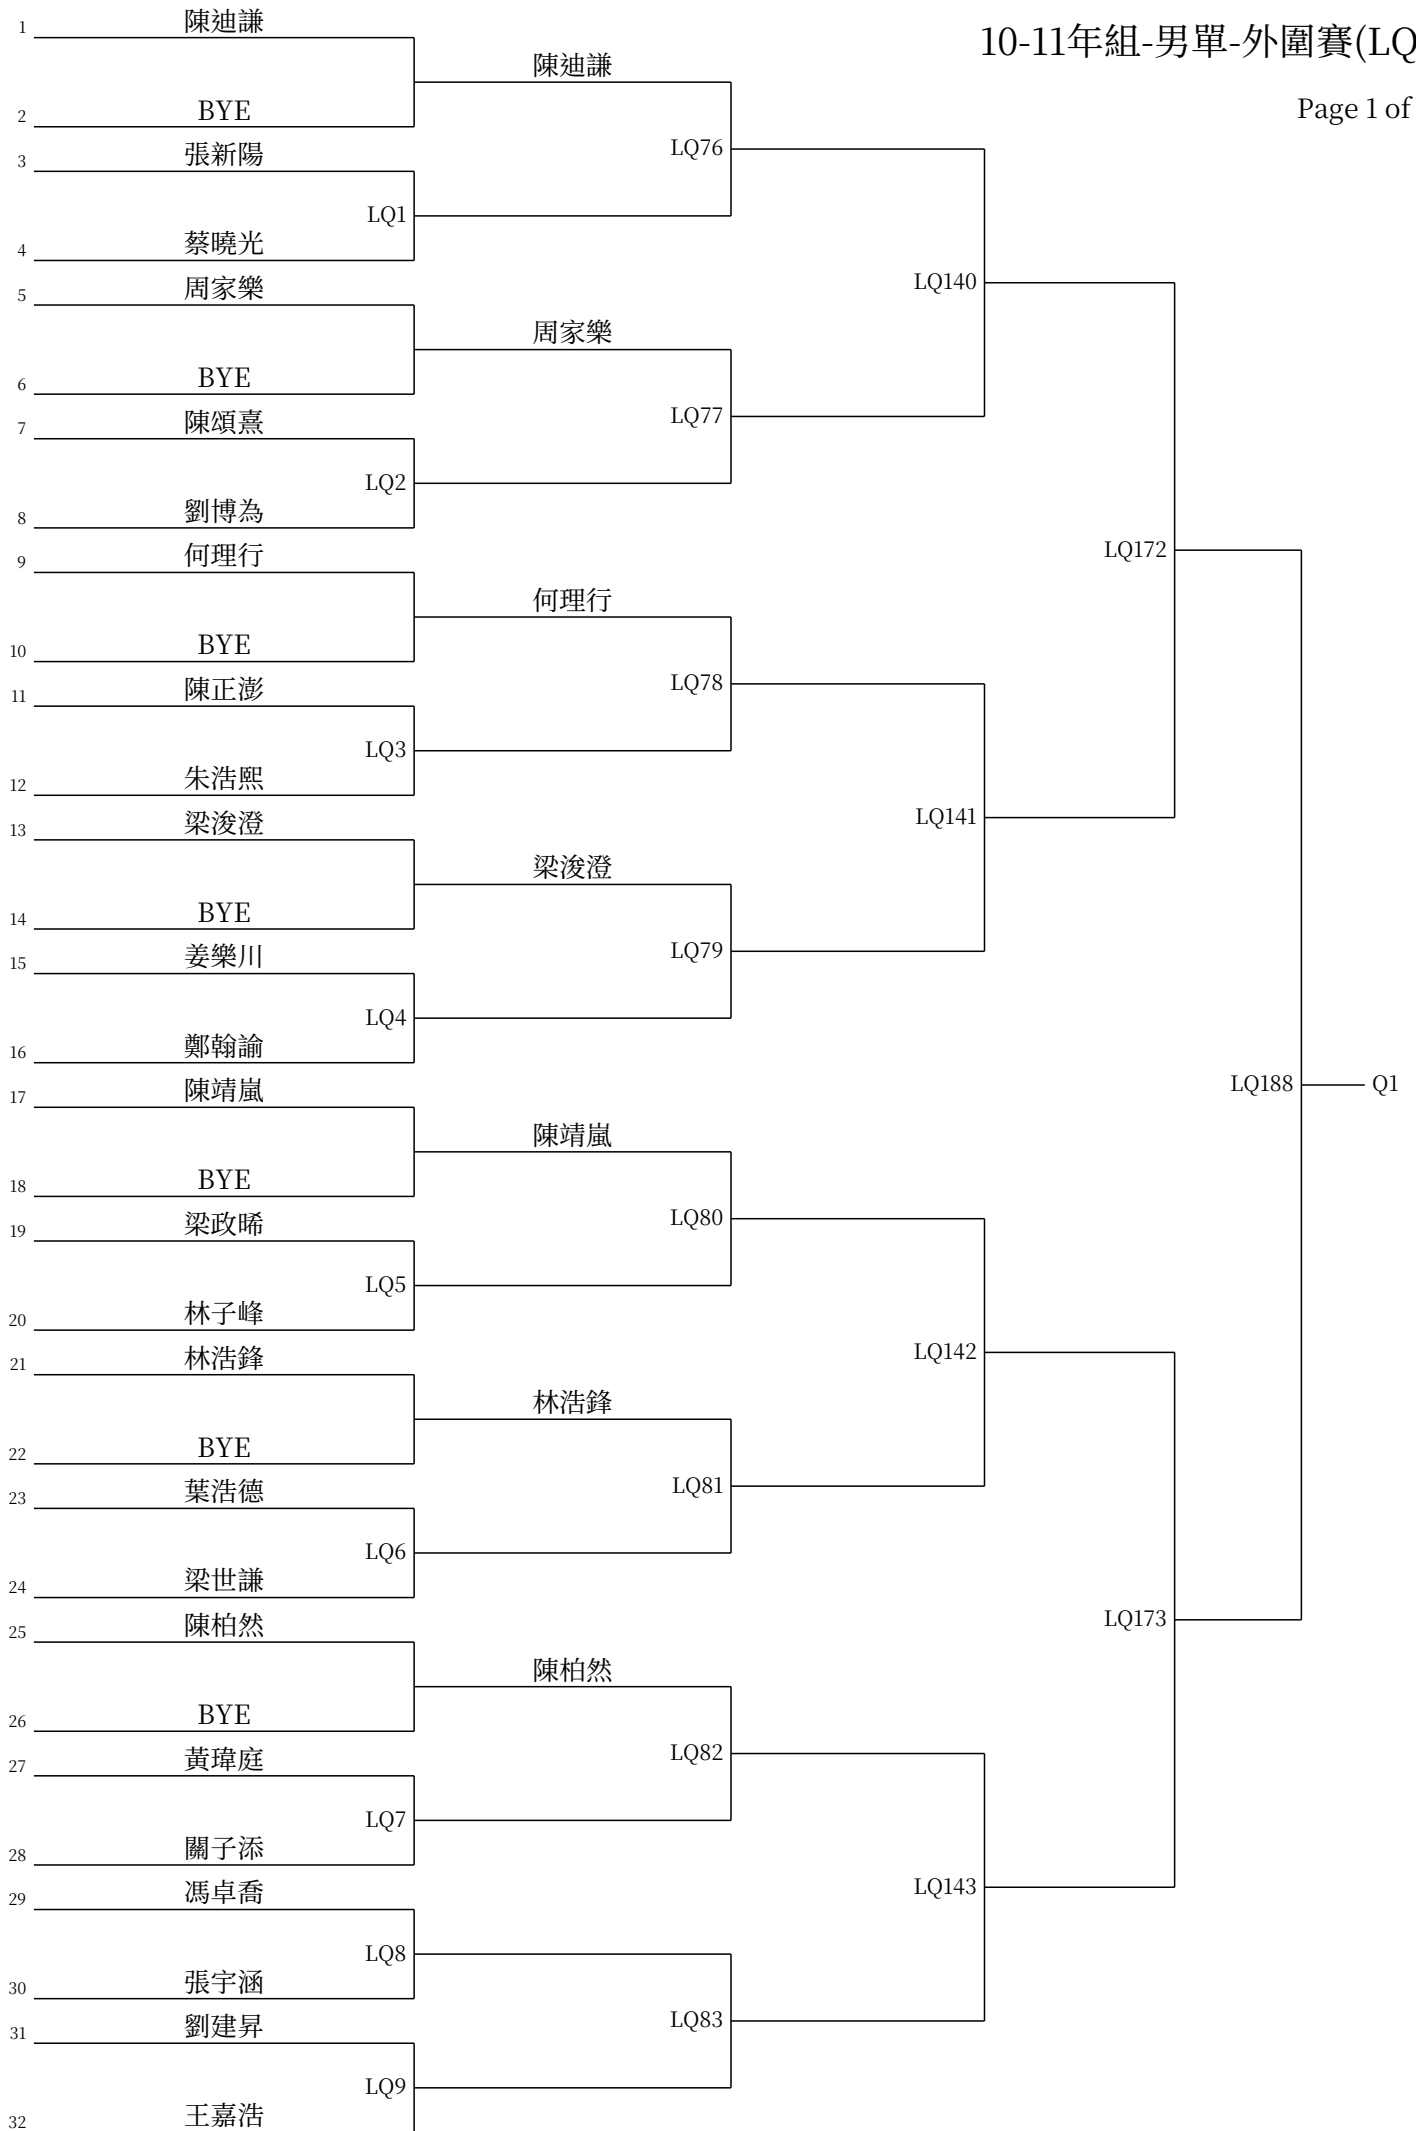 10-11年組-男單-外圍賽(LQ
Page 1 of
1 陳迪謙
陳迪謙
2 BYE
LQ76
3 張新陽
LQ1
4 蔡曉光
LQ140
5 周家樂
周家樂
6 BYE
LQ77
7 陳頌熹
LQ2
8 劉博為
LQ172
9 何理行
何理行
10 BYE
LQ78
11 陳正澎
LQ3
12 朱浩熙
LQ141
13 梁浚澄
梁浚澄
14 BYE
LQ79
15 姜樂川
LQ4
16 鄭翰諭
LQ188 Q1
17 陳靖嵐
陳靖嵐
18 BYE
LQ80
19 梁政晞
LQ5
20 林子峰
LQ142
21 林浩鋒
林浩鋒
22 BYE
LQ81
23 葉浩德
LQ6
24 梁世謙
LQ173
25 陳柏然
陳柏然
26 BYE
LQ82
27 黃瑋庭
LQ7
28 關子添
LQ143
29 馮卓喬
LQ8
30 張宇涵
LQ83
31 劉建昇
LQ9
32 王嘉浩